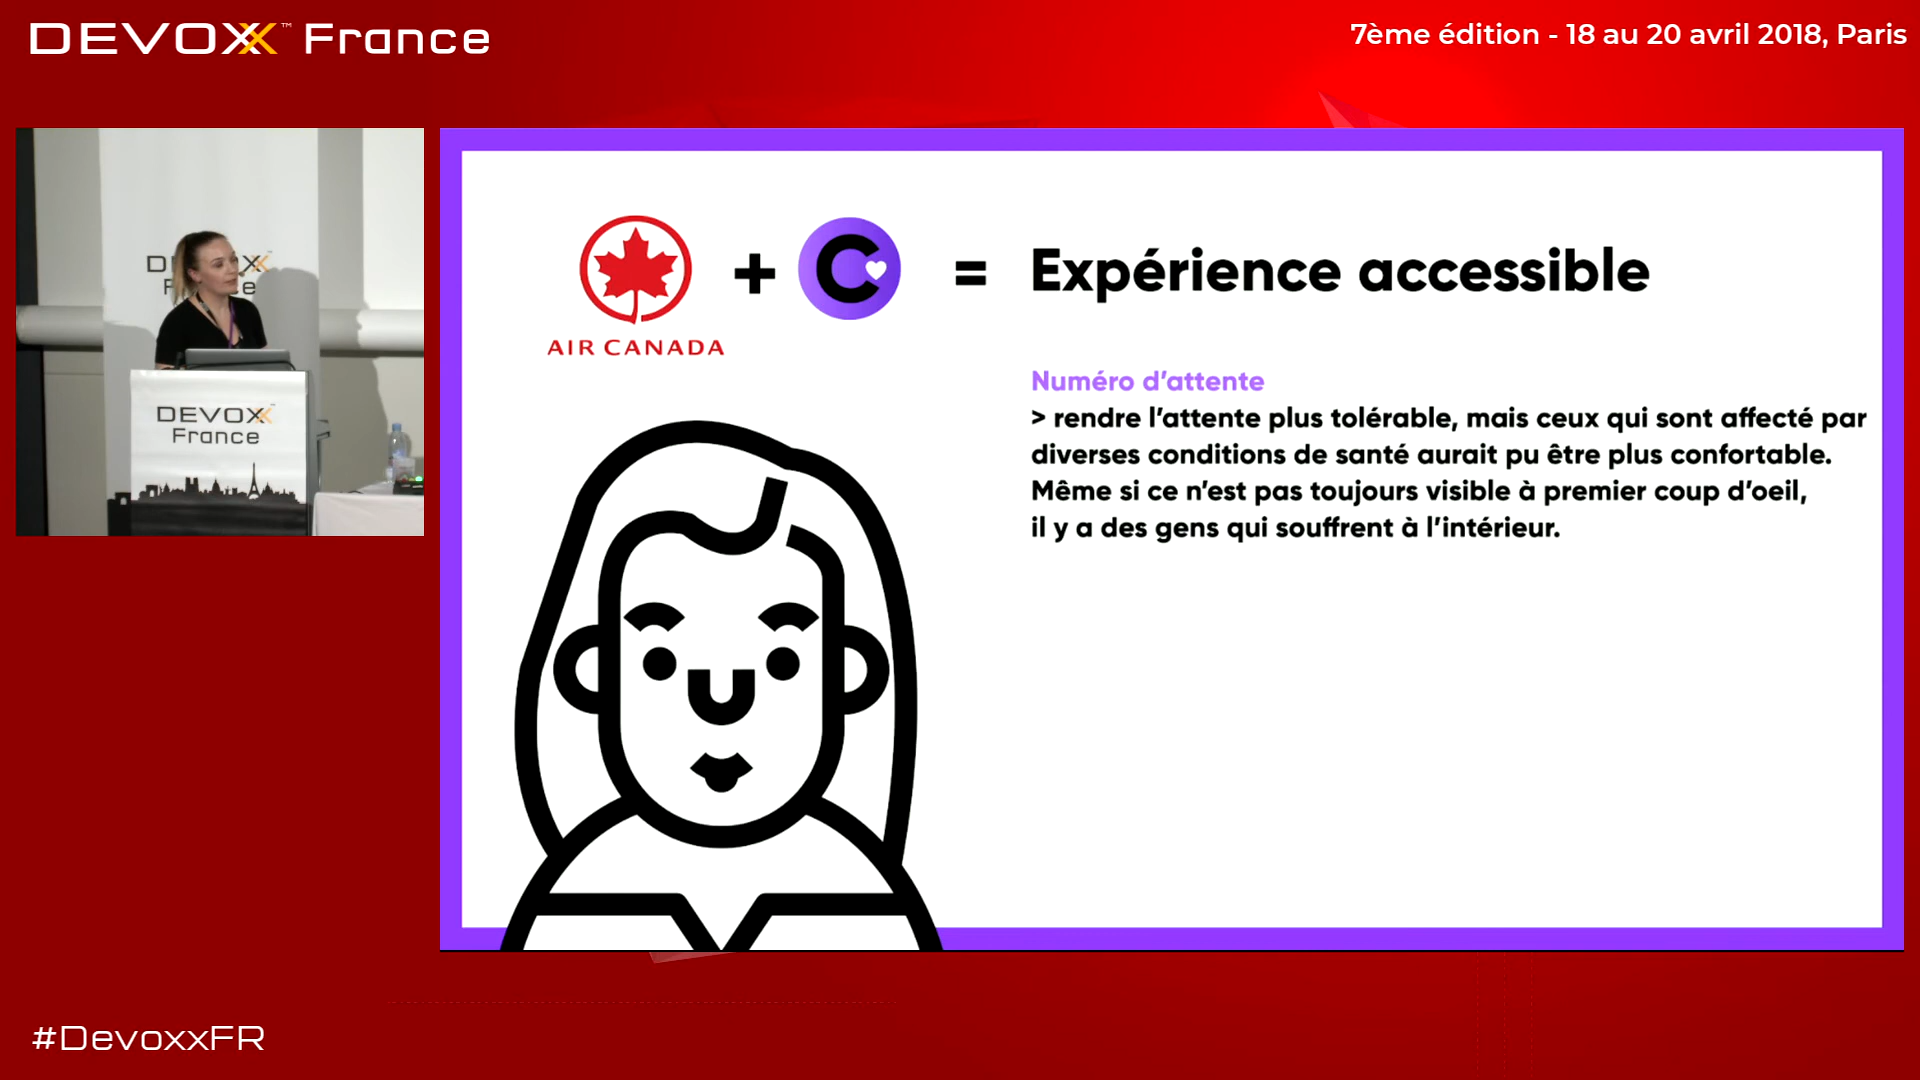 DEVOXX™ France
7ème édition - 18 au 20 avril 2018, Paris
DEVOXX
France
DEVOXX
France
AIR CANADA
+ C = Expérience accessible
Numéro d’attente
> rendre l’attente plus tolérable, mais ceux qui sont affecté par
diverses conditions de santé aurait pu être plus confortable.
Même si ce n’est pas toujours visible à premier coup d’oeil,
il y a des gens qui souffrent à l’intérieur.
#DevoxxFR